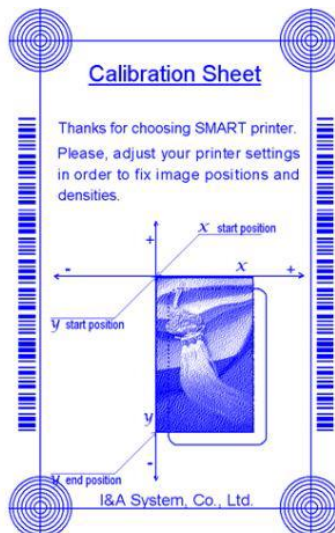 Calibration Sheet
Thanks for choosing SMART printer.
Please, adjust your printer settings
in order to fix image positions and
densities.
x start position
+
- x +
y start position
y
-
y end position
I&A System, Co., Ltd.